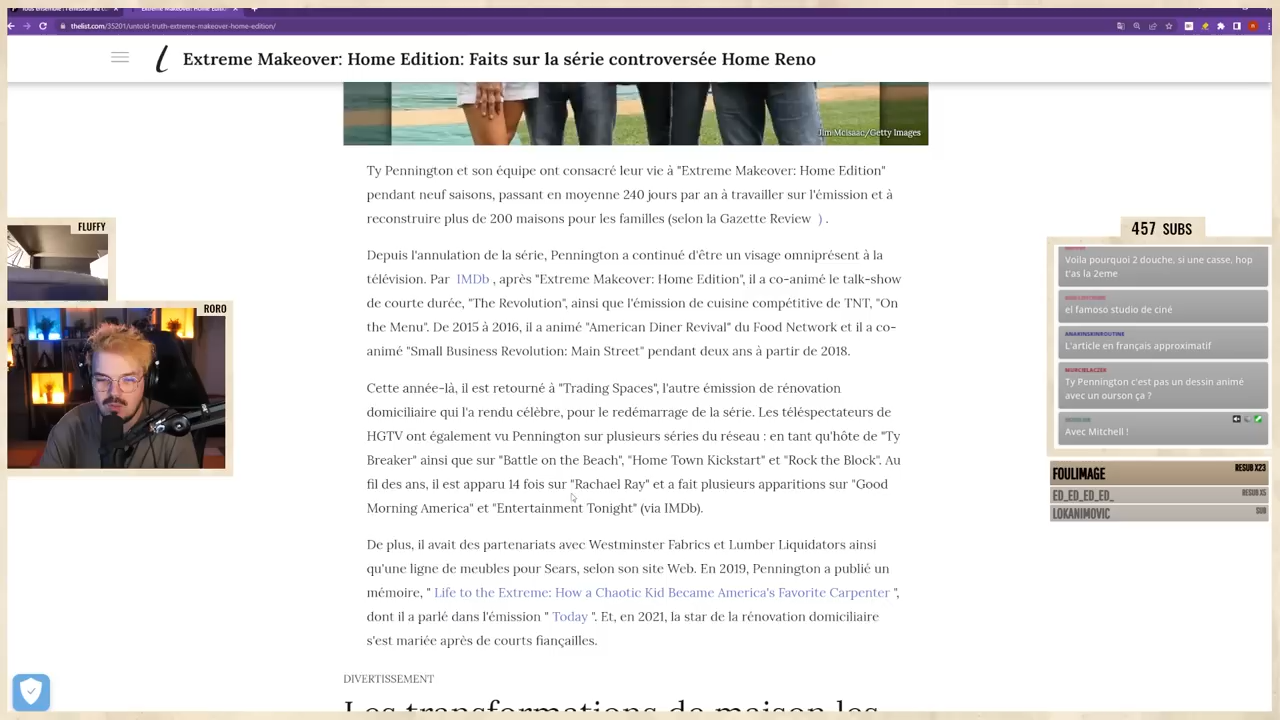 thelist.com/35201/untold-truth-extreme-makeover-home-edition/
Extreme Makeover: Home Edition: Faits sur la série controversée Home Reno
Jim Mcisaac/Getty Images
Ty Pennington et son équipe ont consacré leur vie à "Extreme Makeover: Home Edition"
pendant neuf saisons, passant en moyenne 240 jours par an à travailler sur l'émission et à
reconstruire plus de 200 maisons pour les familles (selon la Gazette Review ) .
Depuis l'annulation de la série, Pennington a continué d'être un visage omniprésent à la
télévision. Par IMDb , après "Extreme Makeover: Home Edition", il a co-animé le talk-show
de courte durée, "The Revolution", ainsi que l'émission de cuisine compétitive de TNT, "On
the Menu". De 2015 à 2016, il a animé "American Diner Revival" du Food Network et il a co-
animé "Small Business Revolution: Main Street" pendant deux ans à partir de 2018.
Cette année-là, il est retourné à "Trading Spaces", l'autre émission de rénovation
domiciliaire qui l'a rendu célèbre, pour le redémarrage de la série. Les téléspectateurs de
HGTV ont également vu Pennington sur plusieurs séries du réseau : en tant qu'hôte de "Ty
Breaker" ainsi que sur "Battle on the Beach", "Home Town Kickstart" et "Rock the Block". Au
fil des ans, il est apparu 14 fois sur "Rachael Ray" et a fait plusieurs apparitions sur "Good
Morning America" et "Entertainment Tonight" (via IMDb).
De plus, il avait des partenariats avec Westminster Fabrics et Lumber Liquidators ainsi
qu'une ligne de meubles pour Sears, selon son site Web. En 2019, Pennington a publié un
mémoire, " Life to the Extreme: How a Chaotic Kid Became America's Favorite Carpenter ",
dont il a parlé dans l'émission " Today ". Et, en 2021, la star de la rénovation domiciliaire
s'est mariée après de courts fiançailles.
DIVERTISSEMENT
Les transformations de maison les
FLUFFY
RORO
457 SUBS
Voila pourquoi 2 douche, si une casse, hop
t'as la 2eme
el famoso studio de ciné
ANAKINSKINROUTINE
L'article en français approximatif
MURCIELAGZER
Ty Pennington c'est pas un dessin animé
avec un ourson ça ?
Avec Mitchell !
FOULIMAGE RESUB X23
ED_ED_ED_ED_ RESUB X5
LOKANIMOVIC SUB